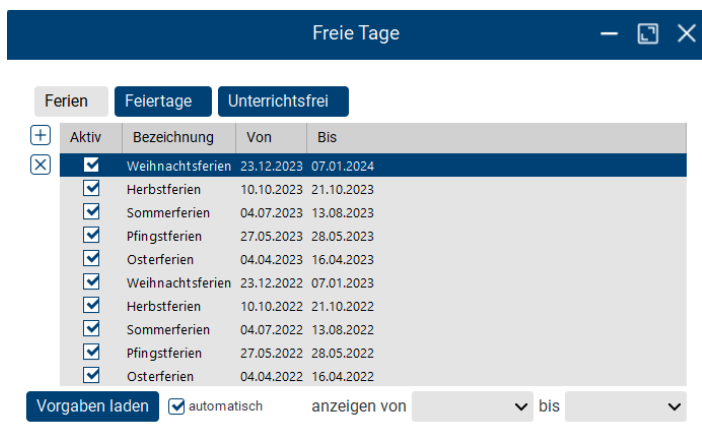 Freie Tage
Ferien Feiertage Unterrichtsfrei
Aktiv Bezeichnung Von Bis
Weihnachtsferien 23.12.2023 07.01.2024
Herbstferien 10.10.2023 21.10.2023
Sommerferien 04.07.2023 13.08.2023
Pfingstferien 27.05.2023 28.05.2023
Osterferien 04.04.2023 16.04.2023
Weihnachtsferien 23.12.2022 07.01.2023
Herbstferien 10.10.2022 21.10.2022
Sommerferien 04.07.2022 13.08.2022
Pfingstferien 27.05.2022 28.05.2022
Osterferien 04.04.2022 16.04.2022
Vorgaben laden automatisch anzeigen von bis